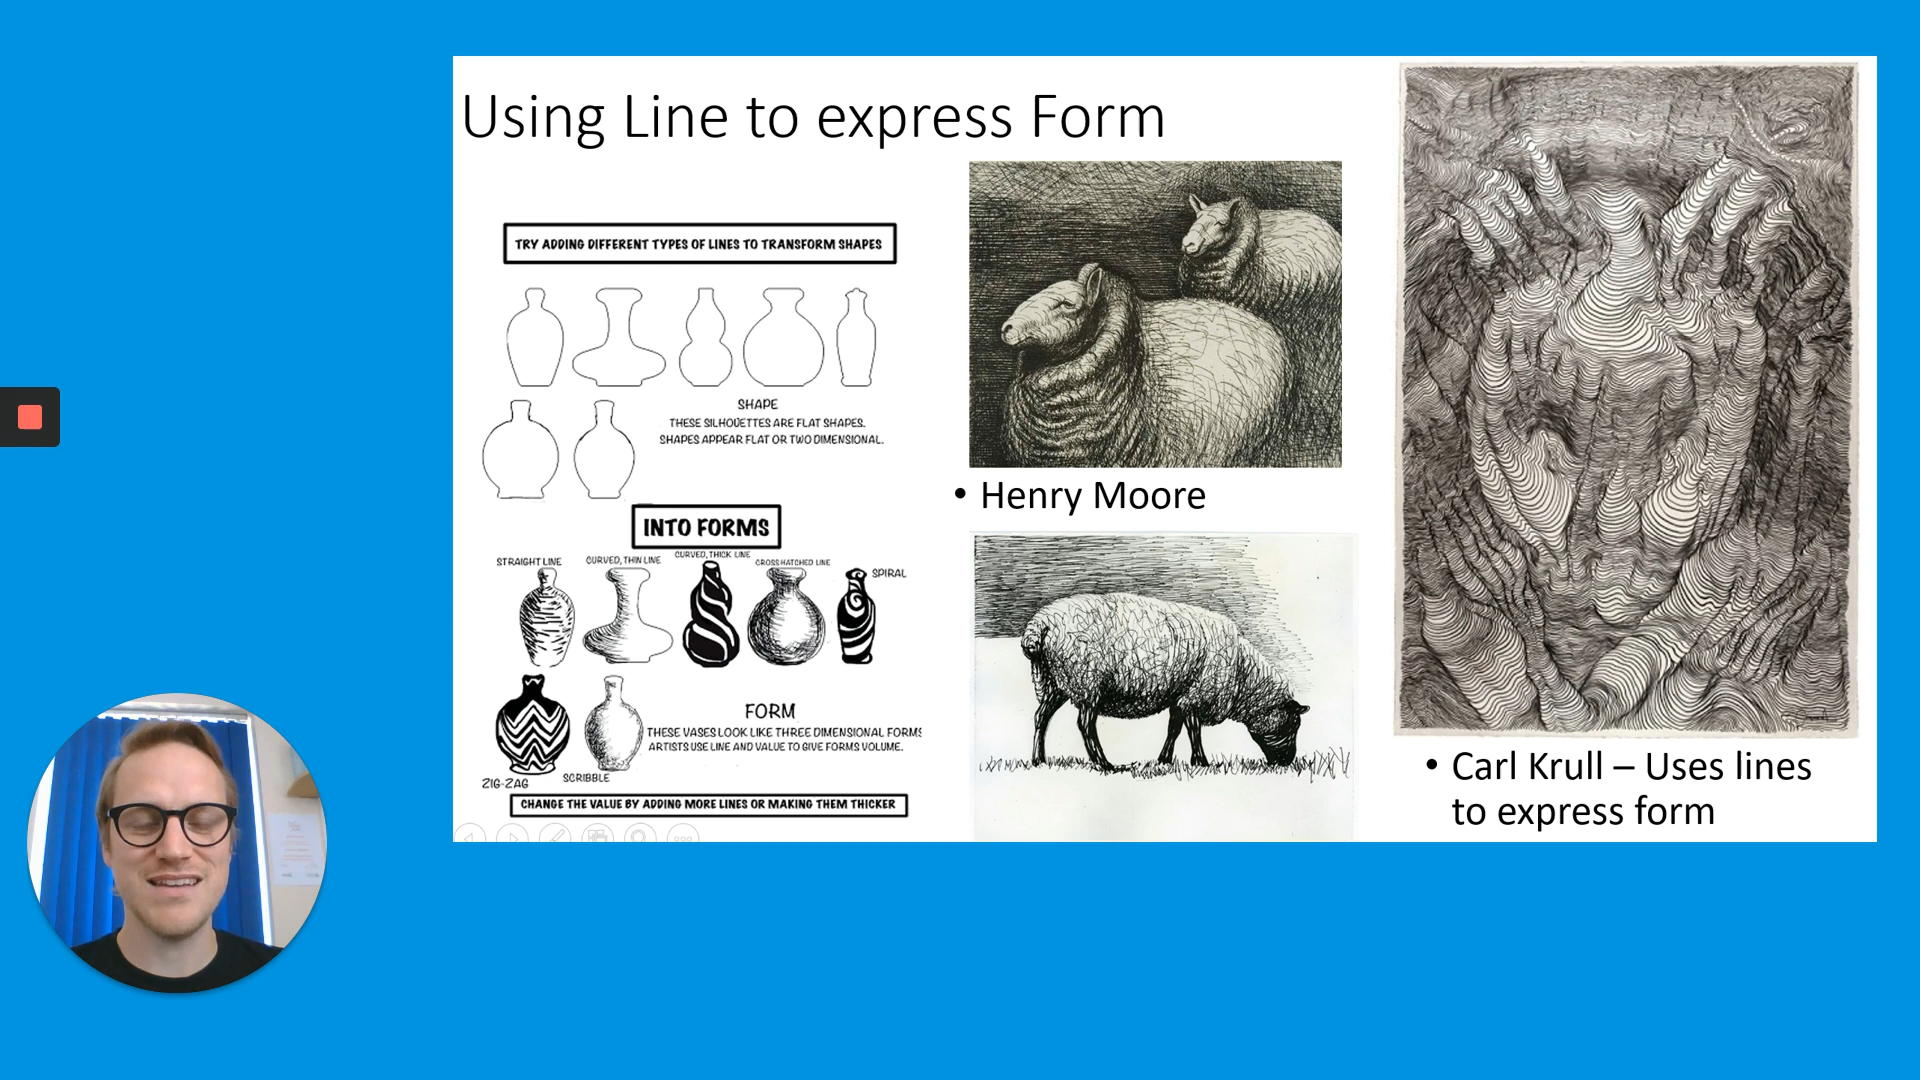 Using Line to express Form
TRY ADDING DIFFERENT TYPES OF LINES TO TRANSFORM SHAPES
SHAPE
THESE SILHOUETTES ARE FLAT SHAPES.
SHAPES APPEAR FLAT OR TWO DIMENSIONAL.
INTO FORMS
STRAIGHT LINE
CURVED, THIN LINE
CURVED, THICK LINE
CROSS HATCHED LINE
SPIRAL
FORM
THESE VASES LOOK LIKE THREE DIMENSIONAL FORMS
ARTISTS USE LINE AND VALUE TO GIVE FORMS VOLUME.
ZIG-ZAG
SCRIBBLE
CHANGE THE VALUE BY ADDING MORE LINES OR MAKING THEM THICKER
• Henry Moore
• Carl Krull – Uses lines
to express form